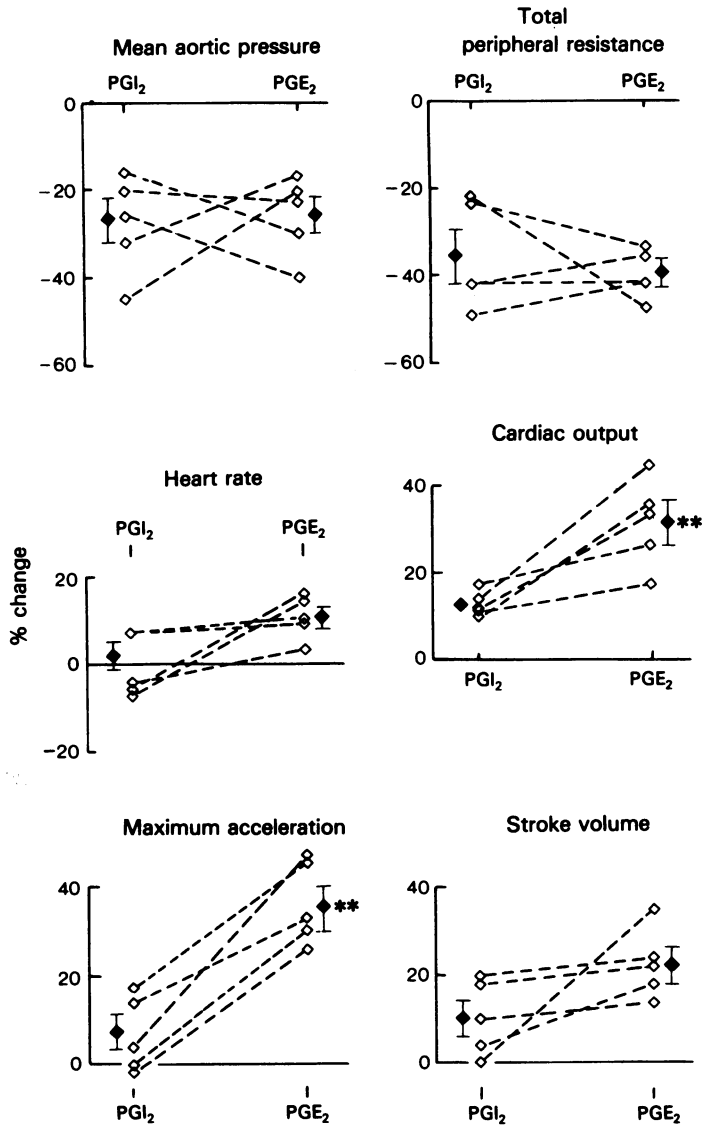 Mean aortic pressure
PGI₂ PGE₂
0
−20
−40
−60
Total
peripheral resistance
PGI₂ PGE₂
0
−20
−40
−60
% change
Heart rate
PGI₂ PGE₂
20
0
−20
Cardiac output
40
20
0
**
PGI₂ PGE₂
Maximum acceleration
40
20
0
**
PGI₂ PGE₂
Stroke volume
40
20
0
PGI₂ PGE₂